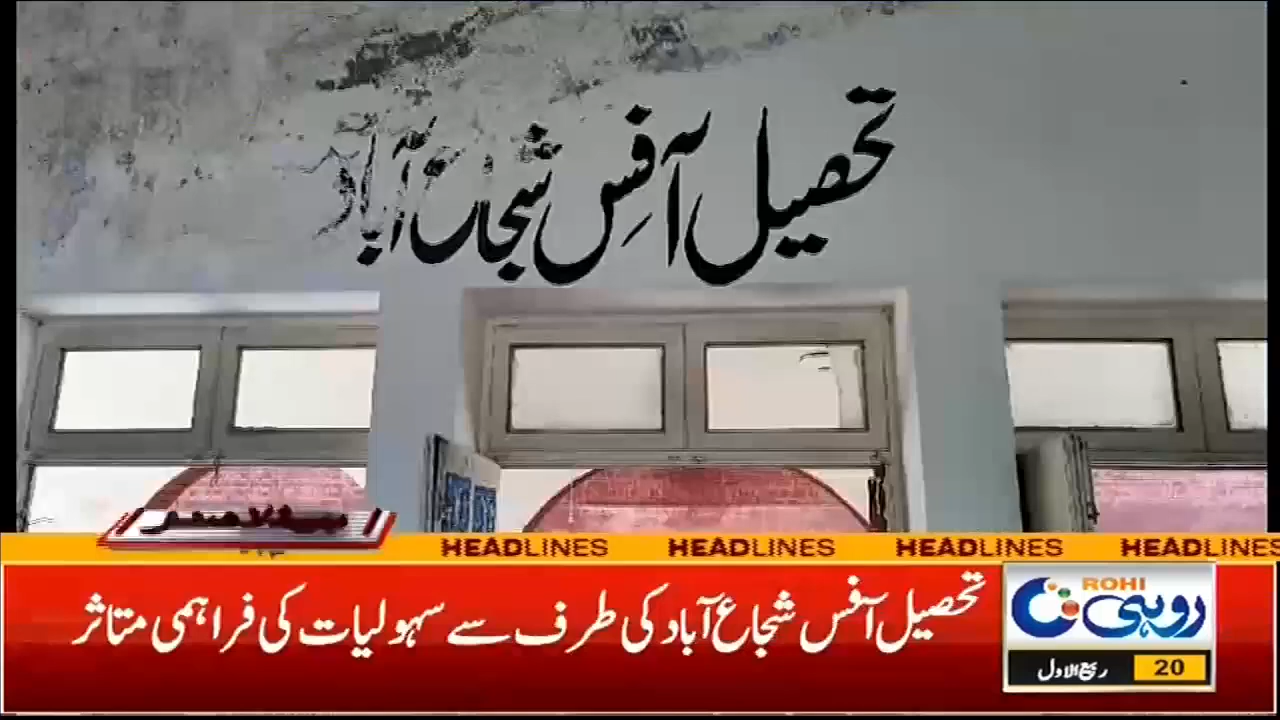 تحصیل آفس شجاع آباد
HEADLINES HEADLINES HEADLINES HEADLINES
تحصیل آفس شجاع آباد کی طرف سے سہولیات کی فراہمی متاثر
ROHI
روہی
20 ربیع الاول